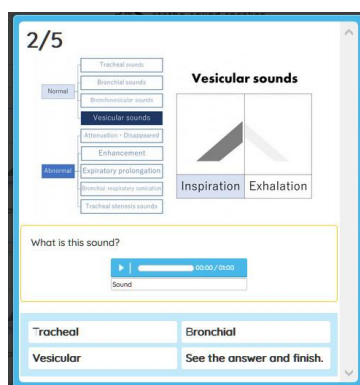 2/5
Tracheal sounds
Bronchial sounds
Normal
Bronchovesicular sounds
Vesicular sounds
Attenuation・Disappeared
Enhancement
Abnormal
Expiratory prolongation
Bronchial respiratory sonication
Tracheal stenosis sounds
Vesicular sounds
Inspiration
Exhalation
What is this sound?
00:00 / 01:00
Sound
Tracheal
Bronchial
Vesicular
See the answer and finish.